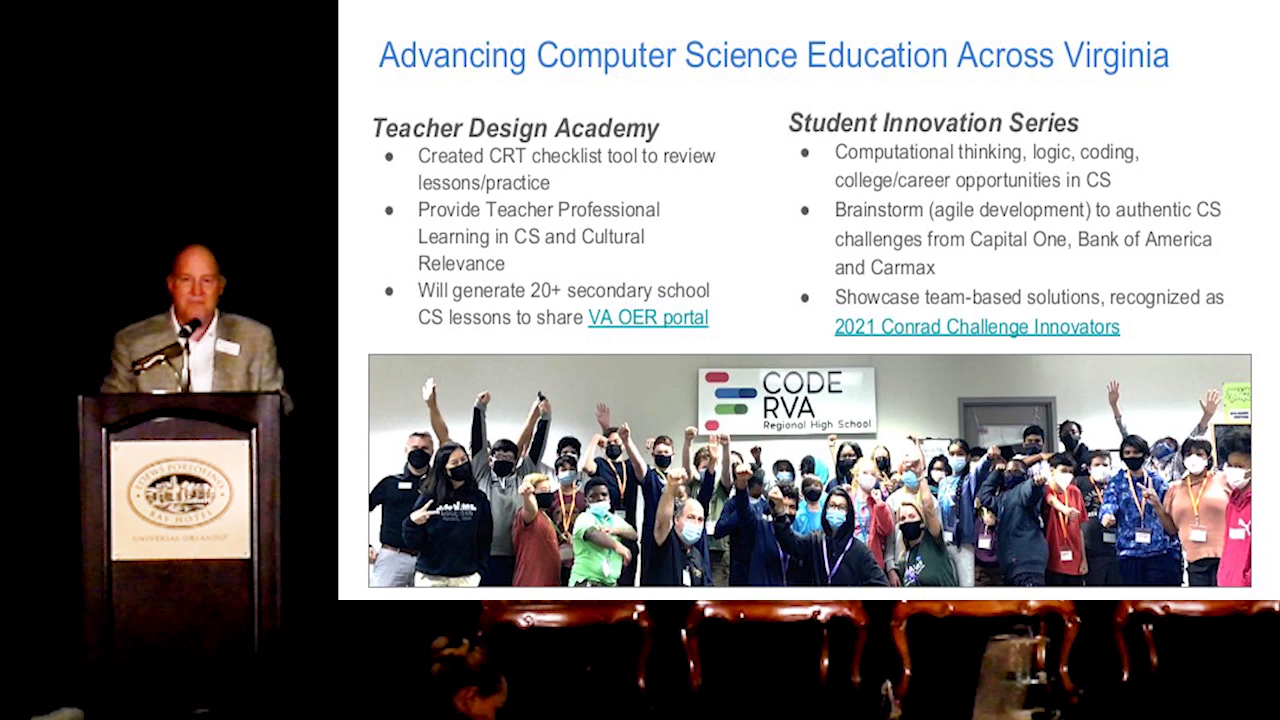 Advancing Computer Science Education Across Virginia
Teacher Design Academy
● Created CRT checklist tool to review
lessons/practice
● Provide Teacher Professional
Learning in CS and Cultural
Relevance
● Will generate 20+ secondary school
CS lessons to share VA OER portal
Student Innovation Series
● Computational thinking, logic, coding,
college/career opportunities in CS
● Brainstorm (agile development) to authentic CS
challenges from Capital One, Bank of America
and Carmax
● Showcase team-based solutions, recognized as
2021 Conrad Challenge Innovators
CODE
RVA
Regional High School
LOEWS PORTOFINO
BAY HOTEL
UNIVERSAL ORLANDO